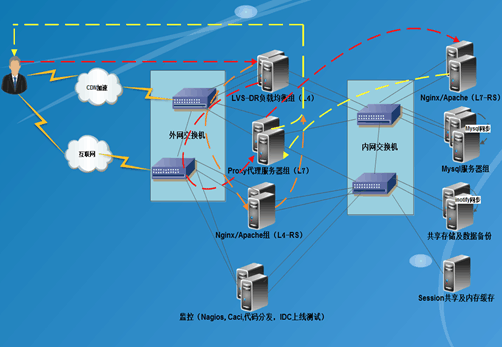 CDN加速
互联网
外网交换机
LVS-DR负载均衡组（L4）
Proxy代理服务器组（L7）
Nginx/Apache组（L4-RS）
监控（Nagios, Caci,代码分发，IDC上线测试）
内网交换机
Nginx/Apache（L7-RS）
Mysql同步
Mysql服务器组
inotify同步
共享存储及数据备份
Session共享及内存缓存